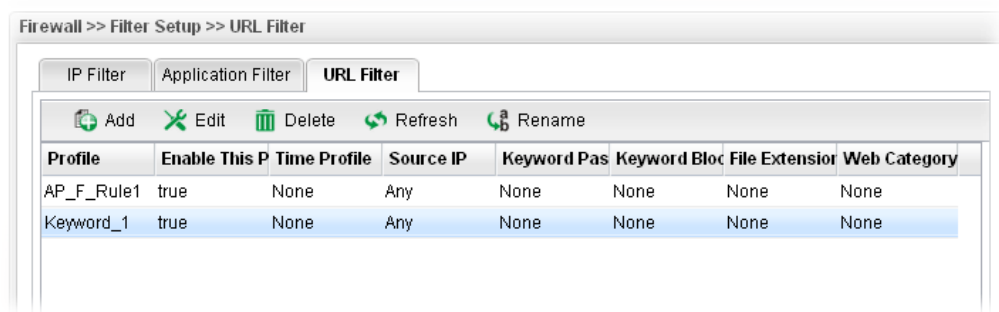 Firewall >> Filter Setup >> URL Filter
IP Filter Application Filter URL Filter
Add Edit Delete Refresh Rename
Profile Enable This P Time Profile Source IP Keyword Pas Keyword Bloc File Extension Web Category
AP_F_Rule1 true None Any None None None None
Keyword_1 true None Any None None None None